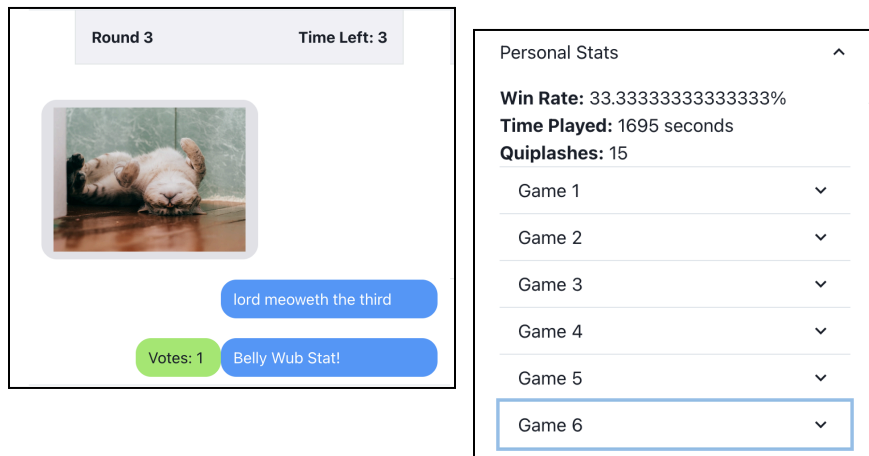 Round 3 Time Left: 3
lord meoweth the third
Votes: 1 Belly Wub Stat!
Personal Stats
Win Rate: 33.33333333333333%
Time Played: 1695 seconds
Quiplashes: 15
Game 1
Game 2
Game 3
Game 4
Game 5
Game 6